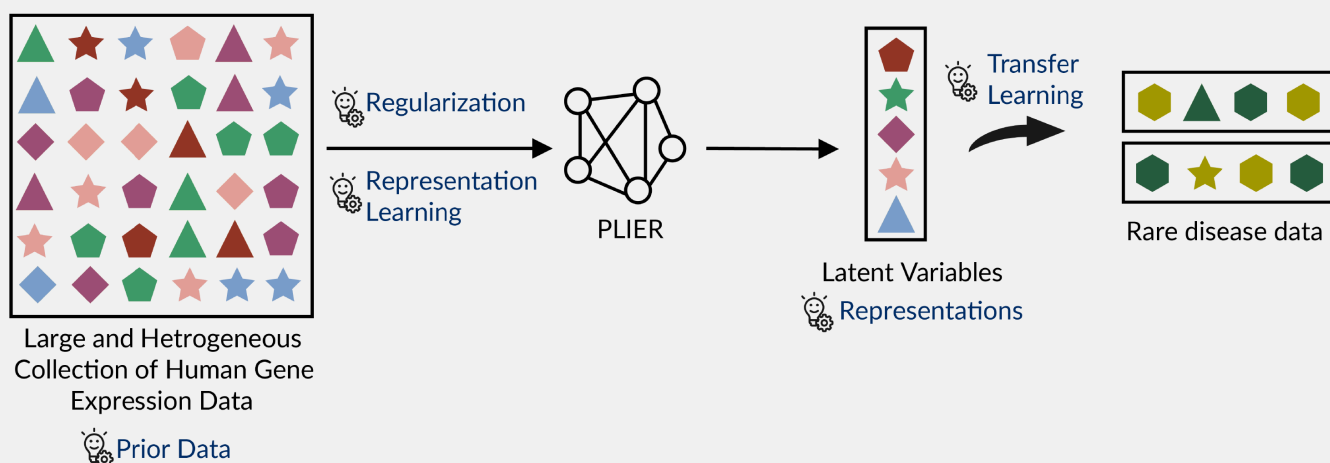 Regularization
Representation
Learning
PLIER
Transfer
Learning
Latent Variables
Representations
Rare disease data
Large and Hetrogeneous
Collection of Human Gene
Expression Data
Prior Data